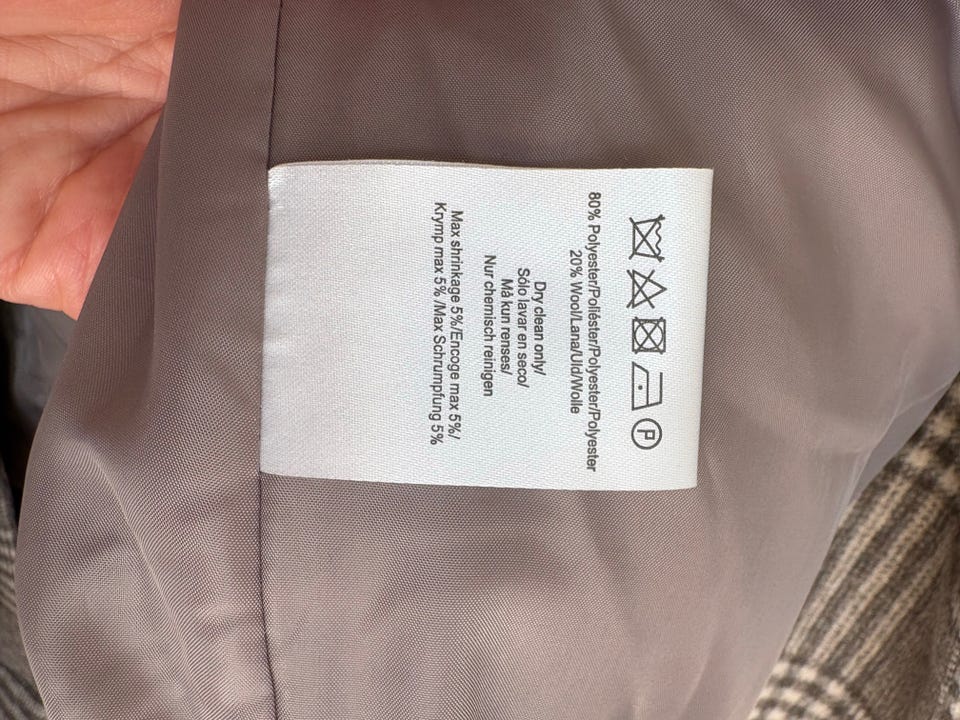 P
80% Polyester/Poliéster/Polyester/Polyester
20% Wool/Lana/Uld/Wolle
Dry clean only/
Sólo lavar en seco/
Må kun renses/
Nur chemisch reinigen
Max shrinkage 5%/Encoge max 5%/
Krymp max 5% /Max Schrumpfung 5%